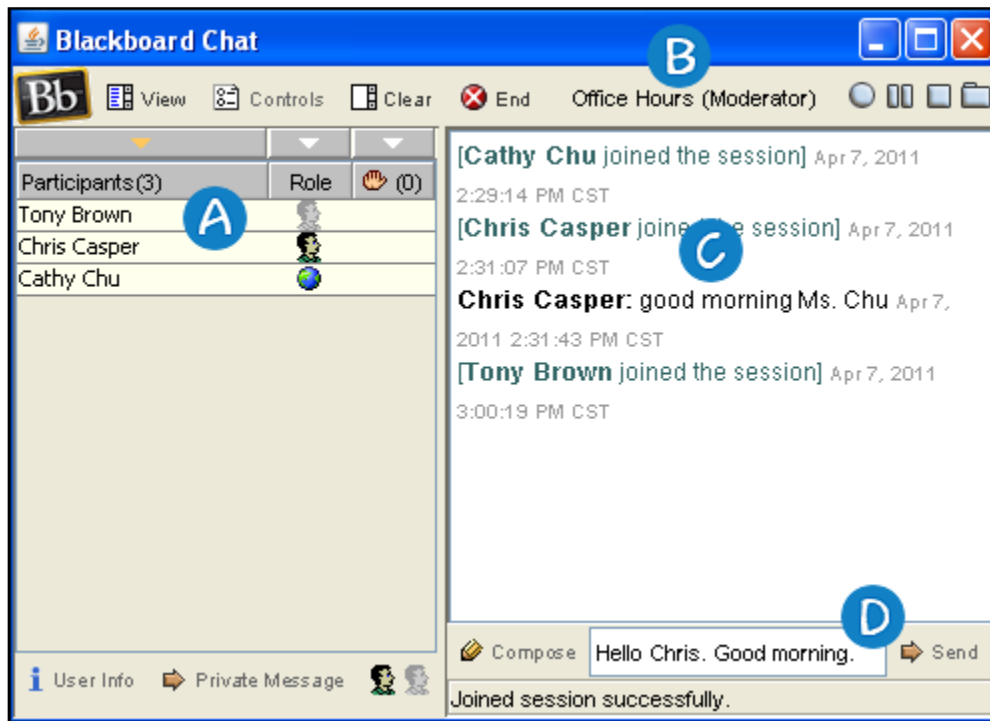 Blackboard Chat
B
Bb View Controls Clear End Office Hours (Moderator)
Participants(3) Role (0)
A
Tony Brown
Chris Casper
Cathy Chu
[Cathy Chu joined the session] Apr 7, 2011
2:29:14 PM CST
[Chris Casper joined the session] Apr 7, 2011
C
2:31:07 PM CST
Chris Casper: good morning Ms. Chu Apr 7,
2011 2:31:43 PM CST
[Tony Brown joined the session] Apr 7, 2011
3:00:19 PM CST
D
Compose Hello Chris. Good morning. Send
User Info Private Message
Joined session successfully.